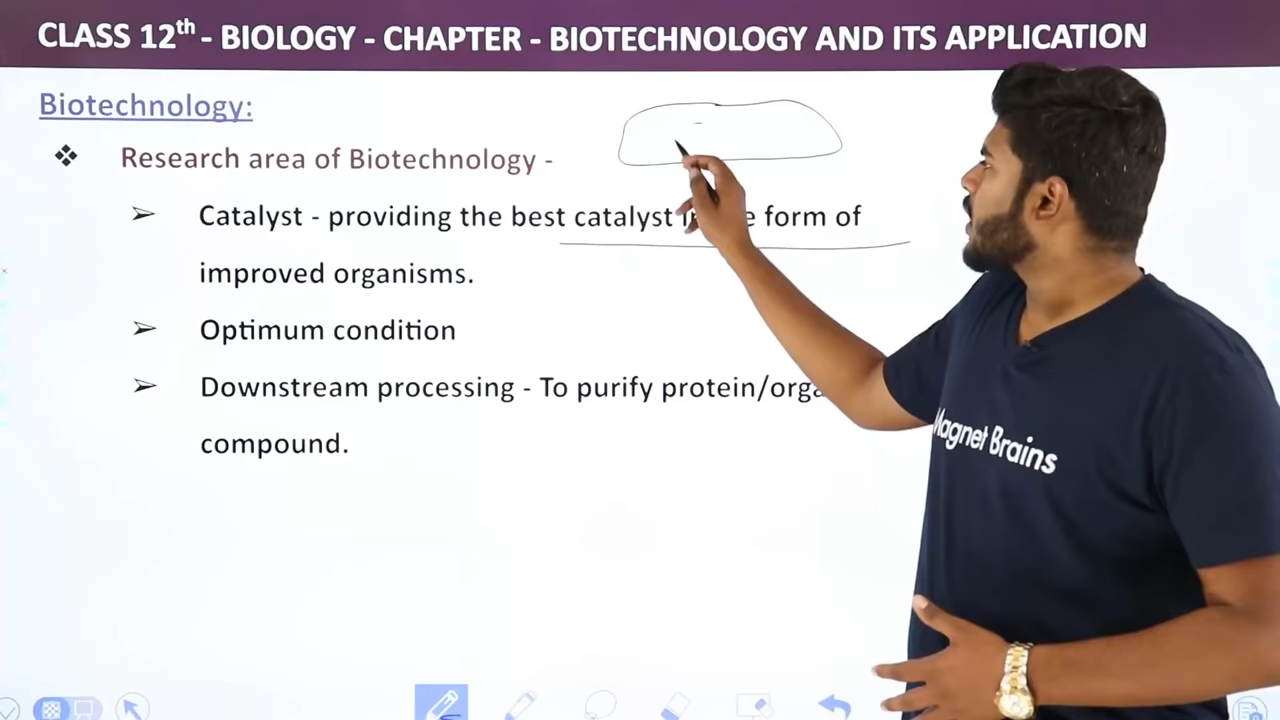 CLASS 12th - BIOLOGY - CHAPTER - BIOTECHNOLOGY AND ITS APPLICATION
Biotechnology:
❖ Research area of Biotechnology -
➢ Catalyst - providing the best catalyst form of
improved organisms.
➢ Optimum condition
➢ Downstream processing - To purify protein/orga
compound.
Magnet Brains